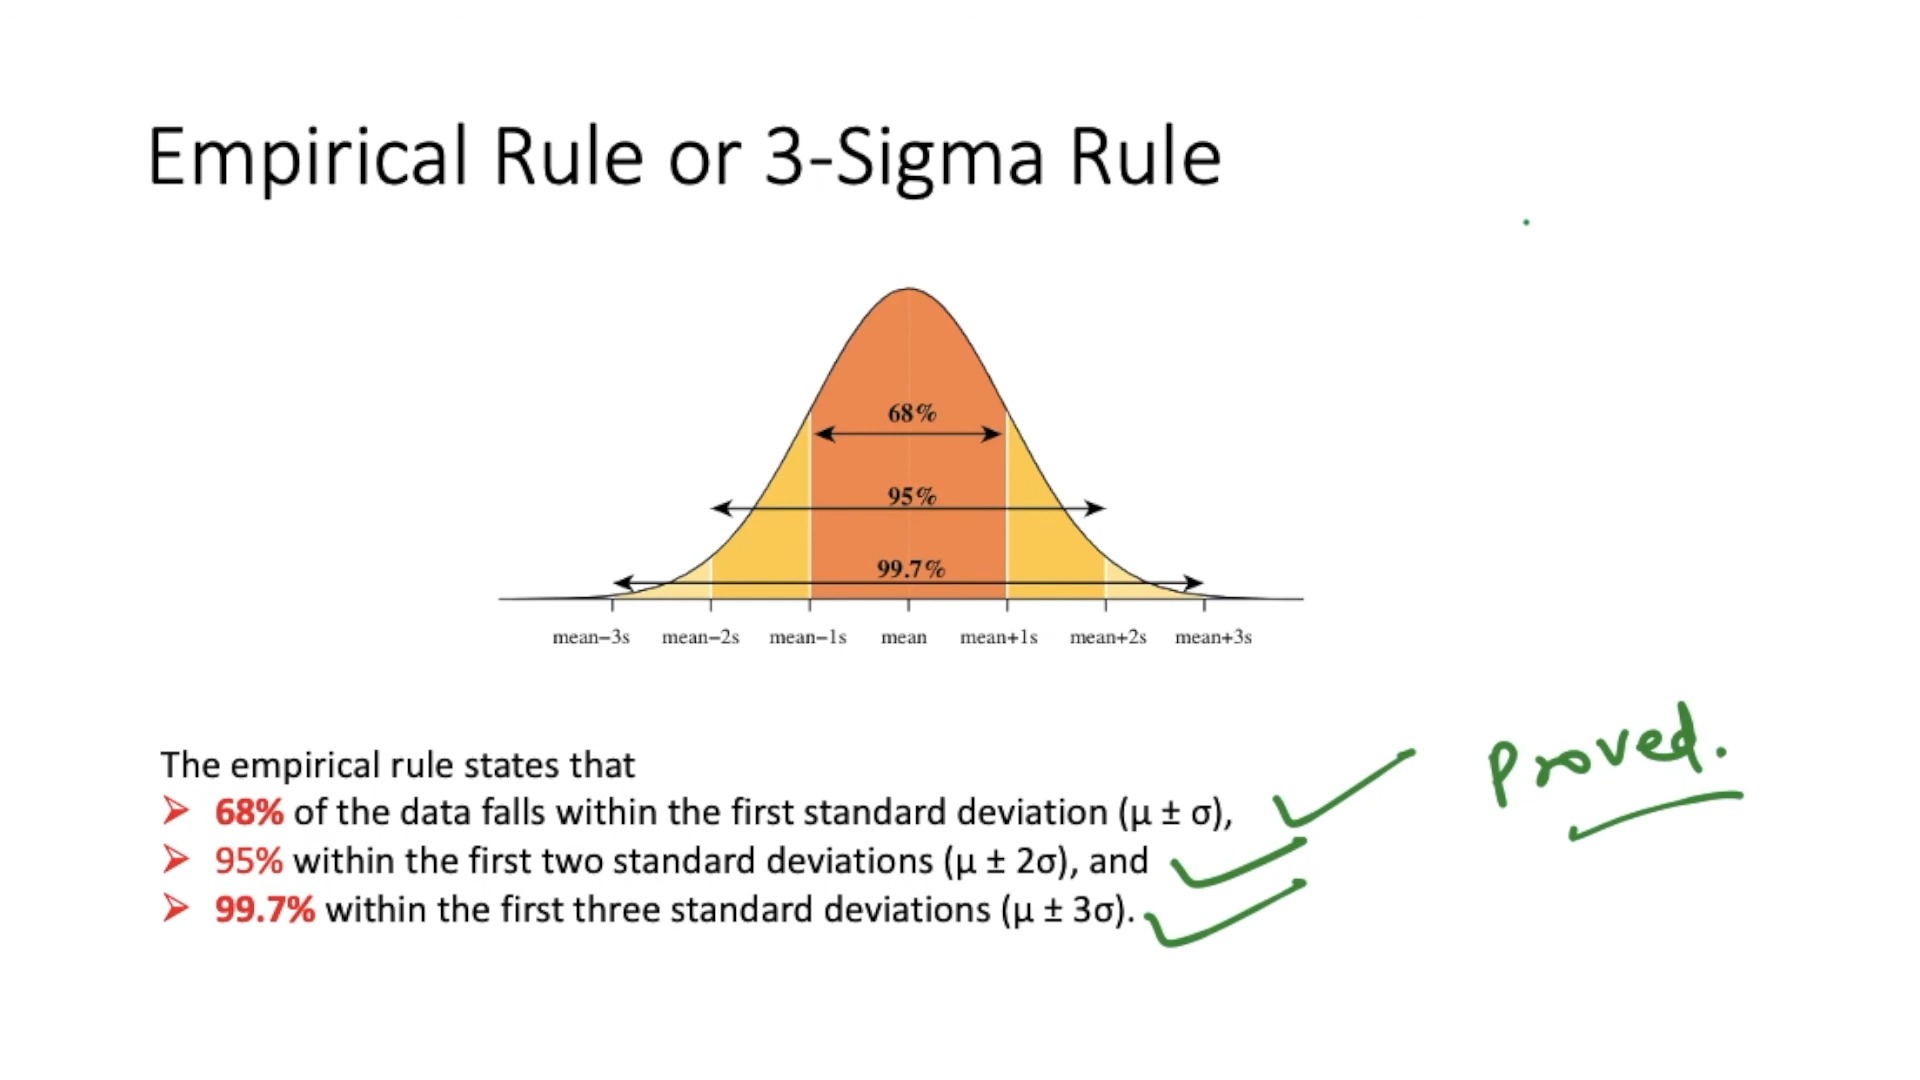 Empirical Rule or 3-Sigma Rule
68%
95%
99.7%
mean−3s mean−2s mean−1s mean mean+1s mean+2s mean+3s
Proved.
The empirical rule states that
➢ 68% of the data falls within the first standard deviation (μ ± σ),
➢ 95% within the first two standard deviations (μ ± 2σ), and
➢ 99.7% within the first three standard deviations (μ ± 3σ).